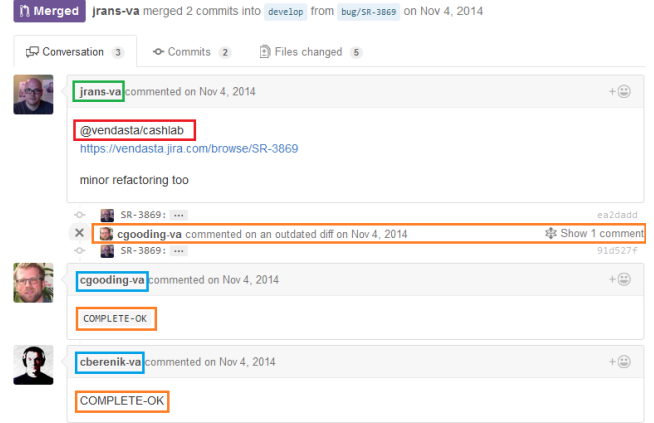 Merged jrans-va merged 2 commits into develop from bug/SR-3869 on Nov 4, 2014
Conversation 3 Commits 2 Files changed 5
jrans-va commented on Nov 4, 2014
@vendasta/cashlab
https://vendasta.jira.com/browse/SR-3869
minor refactoring too
SR-3869: ... ea2dadd
cgooding-va commented on an outdated diff on Nov 4, 2014 Show 1 comment
SR-3869: ... 91d527f
cgooding-va commented on Nov 4, 2014
COMPLETE-OK
cberenik-va commented on Nov 4, 2014
COMPLETE-OK